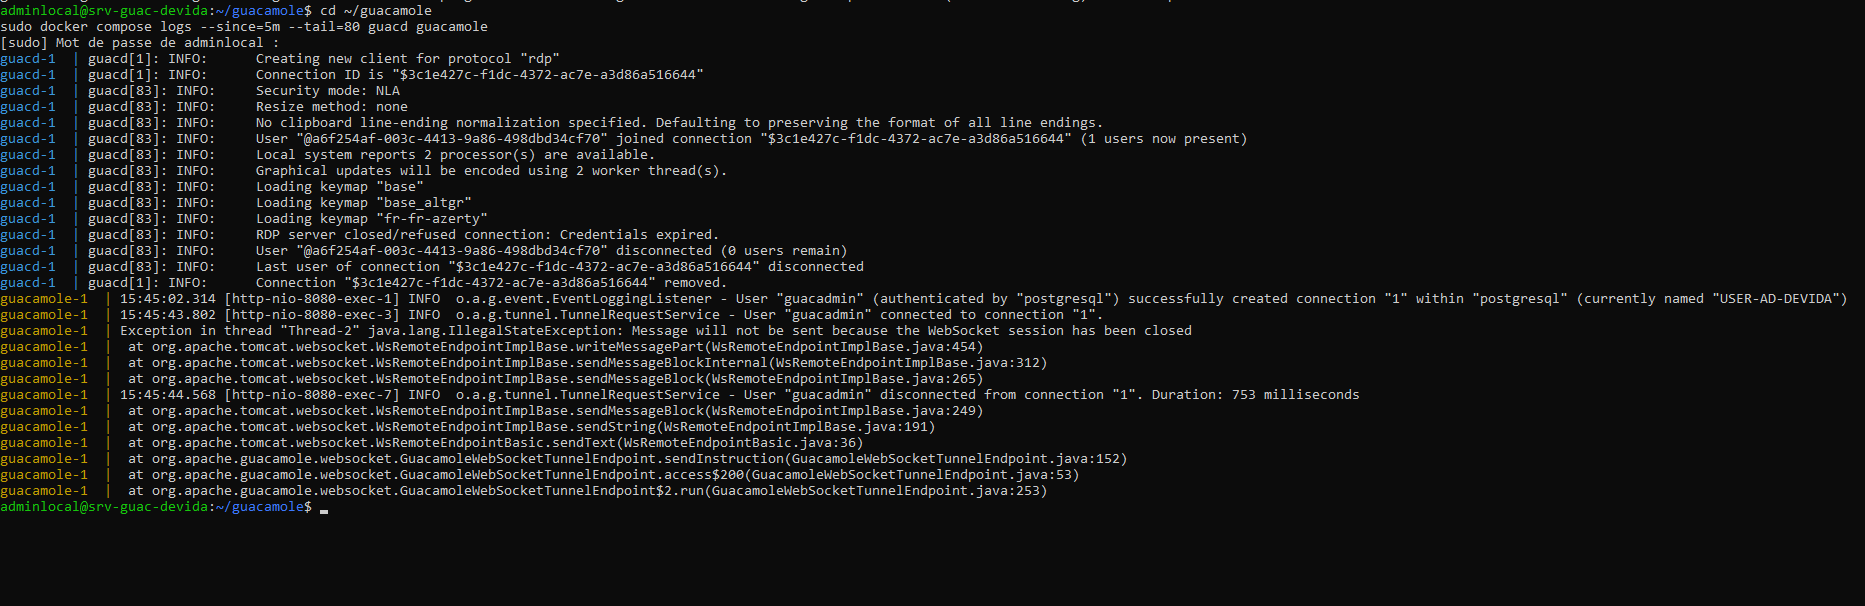 adminlocal@srv-guac-devida:~/guacamole$ cd ~/guacamole
sudo docker compose logs --since=5m --tail=80 guacd guacamole
[sudo] Mot de passe de adminlocal :
guacd-1  | guacd[1]: INFO:      Creating new client for protocol "rdp"
guacd-1  | guacd[1]: INFO:      Connection ID is "$3c1e427c-f1dc-4372-ac7e-a3d86a516644"
guacd-1  | guacd[83]: INFO:     Security mode: NLA
guacd-1  | guacd[83]: INFO:     Resize method: none
guacd-1  | guacd[83]: INFO:     No clipboard line-ending normalization specified. Defaulting to preserving the format of all line endings.
guacd-1  | guacd[83]: INFO:     User "@a6f254af-003c-4413-9a86-498dbd34cf70" joined connection "$3c1e427c-f1dc-4372-ac7e-a3d86a516644" (1 users now present)
guacd-1  | guacd[83]: INFO:     Local system reports 2 processor(s) are available.
guacd-1  | guacd[83]: INFO:     Graphical updates will be encoded using 2 worker thread(s).
guacd-1  | guacd[83]: INFO:     Loading keymap "base"
guacd-1  | guacd[83]: INFO:     Loading keymap "base_altgr"
guacd-1  | guacd[83]: INFO:     Loading keymap "fr-fr-azerty"
guacd-1  | guacd[83]: INFO:     RDP server closed/refused connection: Credentials expired.
guacd-1  | guacd[83]: INFO:     User "@a6f254af-003c-4413-9a86-498dbd34cf70" disconnected (0 users remain)
guacd-1  | guacd[83]: INFO:     Last user of connection "$3c1e427c-f1dc-4372-ac7e-a3d86a516644" disconnected
guacd-1  | guacd[1]: INFO:      Connection "$3c1e427c-f1dc-4372-ac7e-a3d86a516644" removed.
guacamole-1  | 15:45:02.314 [http-nio-8080-exec-1] INFO  o.a.g.event.EventLoggingListener - User "guacadmin" (authenticated by "postgresql") successfully created connection "1" within "postgresql" (currently named "USER-AD-DEVIDA")
guacamole-1  | 15:45:43.802 [http-nio-8080-exec-3] INFO  o.a.g.tunnel.TunnelRequestService - User "guacadmin" connected to connection "1".
guacamole-1  | Exception in thread "Thread-2" java.lang.IllegalStateException: Message will not be sent because the WebSocket session has been closed
guacamole-1  |  at org.apache.tomcat.websocket.WsRemoteEndpointImplBase.writeMessagePart(WsRemoteEndpointImplBase.java:454)
guacamole-1  |  at org.apache.tomcat.websocket.WsRemoteEndpointImplBase.sendMessageBlockInternal(WsRemoteEndpointImplBase.java:312)
guacamole-1  |  at org.apache.tomcat.websocket.WsRemoteEndpointImplBase.sendMessageBlock(WsRemoteEndpointImplBase.java:265)
guacamole-1  | 15:45:44.568 [http-nio-8080-exec-7] INFO  o.a.g.tunnel.TunnelRequestService - User "guacadmin" disconnected from connection "1". Duration: 753 milliseconds
guacamole-1  |  at org.apache.tomcat.websocket.WsRemoteEndpointImplBase.sendMessageBlock(WsRemoteEndpointImplBase.java:249)
guacamole-1  |  at org.apache.tomcat.websocket.WsRemoteEndpointImplBase.sendString(WsRemoteEndpointImplBase.java:191)
guacamole-1  |  at org.apache.tomcat.websocket.WsRemoteEndpointBasic.sendText(WsRemoteEndpointBasic.java:36)
guacamole-1  |  at org.apache.guacamole.websocket.GuacamoleWebSocketTunnelEndpoint.sendInstruction(GuacamoleWebSocketTunnelEndpoint.java:152)
guacamole-1  |  at org.apache.guacamole.websocket.GuacamoleWebSocketTunnelEndpoint.access$200(GuacamoleWebSocketTunnelEndpoint.java:53)
guacamole-1  |  at org.apache.guacamole.websocket.GuacamoleWebSocketTunnelEndpoint$2.run(GuacamoleWebSocketTunnelEndpoint.java:253)
adminlocal@srv-guac-devida:~/guacamole$